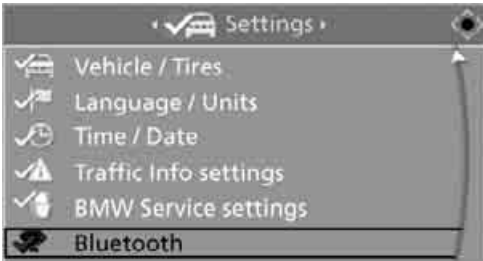 Settings
Vehicle / Tires
Language / Units
Time / Date
Traffic Info settings
BMW Service settings
Bluetooth